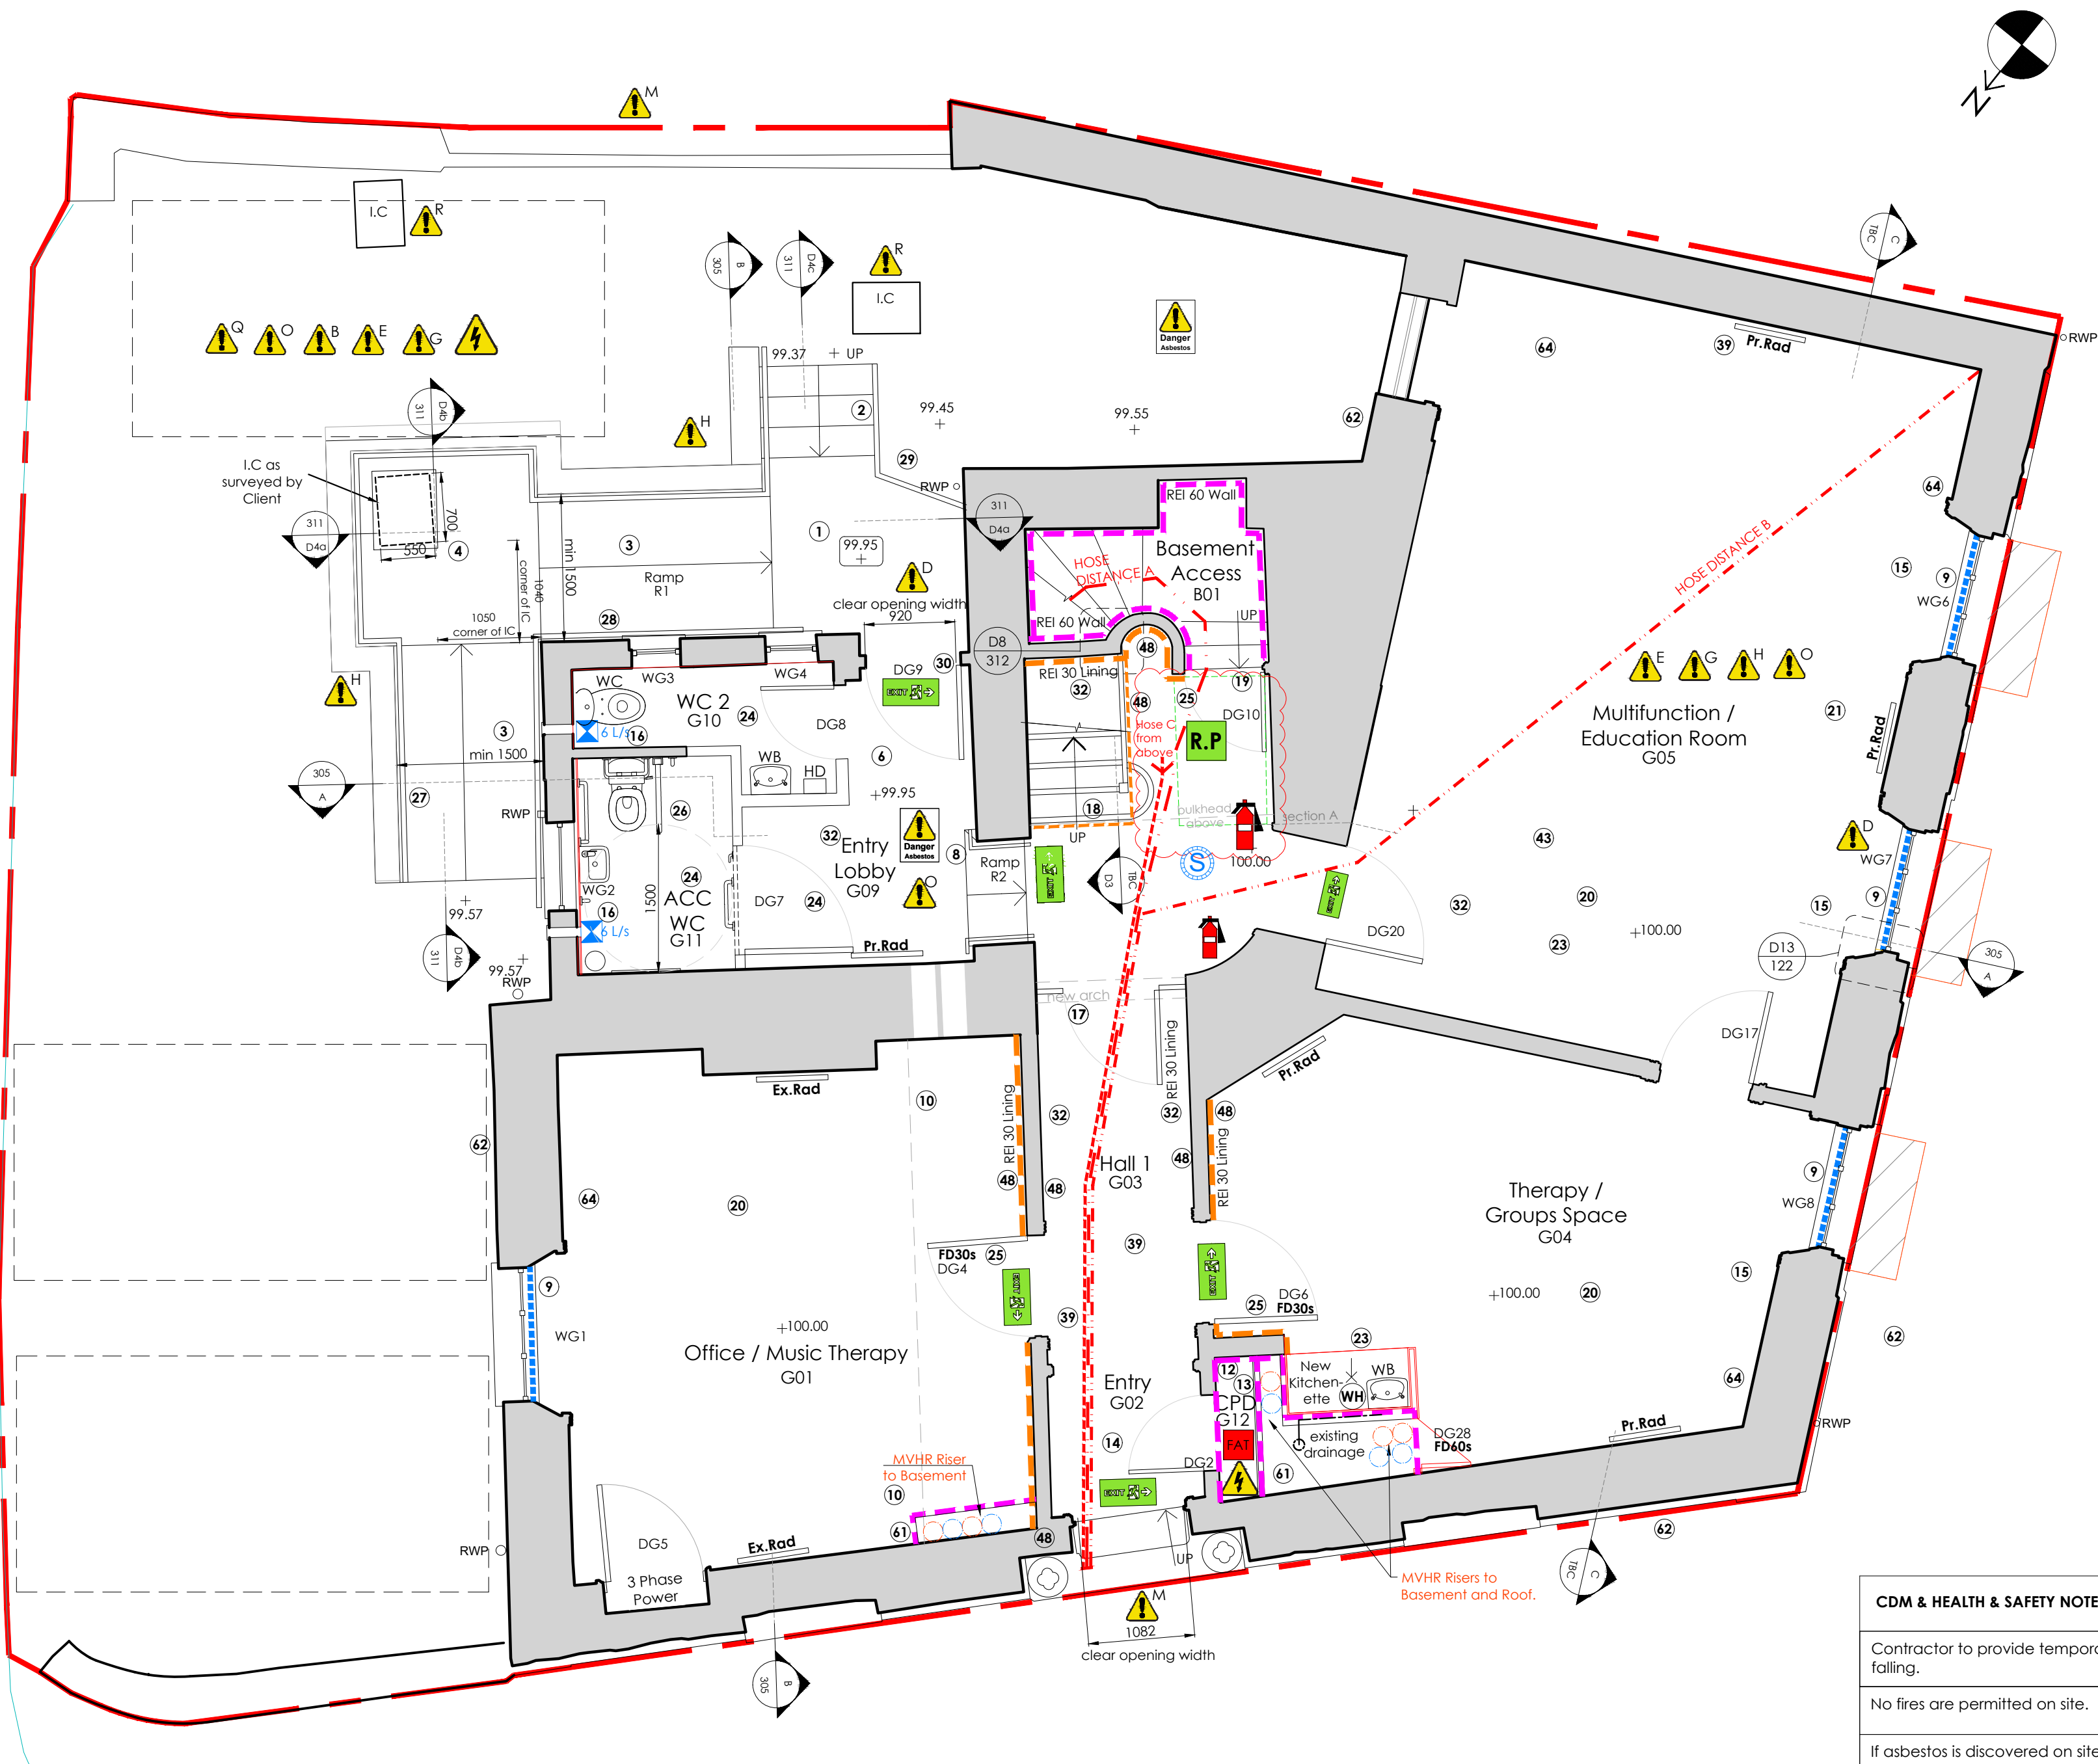 N
M
I.C
R
R
I.C
C
TBC
B
305
D4c
311
Q
O
B
E
G
Danger
Asbestos
RWP
64
39
Pr.Rad
99.37
UP
D4b
311
2
99.45
99.55
62
H
I.C as
surveyed by
Client
29
RWP
REI 60 Wall
64
311
D4a
700
550
4
311
D4a
min 1500
3
1
99.95
Basement
Access
B01
HOSE
DISTANCE A
HOSE DISTANCE B
15
9
WG6
Ramp
R1
1040
corner of IC
D
clear opening width
920
1050
corner of IC
28
REI 60 Wall
UP
D8
312
48
WG3
WG4
DG9
30
EXIT
REI 30 Lining
32
19
E
G
H
O
H
WC
WC 2
G10
24
DG8
48
25
DG10
Hose C
from
above
R.P
Multifunction /
Education Room
G05
21
Pr.Rad
6 L/s
16
3
min 1500
WB
HD
6
305
A
27
99.95
RWP
26
32
Entry
Lobby
G09
Danger
Asbestos
8
18
UP
bulkhead
above
section A
D
WG7
43
Ramp
R2
EXIT
S
100.00
WG2
24
1500
ACC
WC
G11
DG7
24
O
D3
TBC
EXIT
32
20
15
9
16
6 L/s
99.57
DG20
Pr.Rad
23
100.00
D13
122
305
A
D4b
311
99.57
RWP
new arch
17
DG17
Ex.Rad
Pr.Rad
REI 30 Lining
10
REI 30 Lining
32
32
48
62
Hall 1
G03
48
48
48
REI 30 Lining
64
20
Therapy /
Groups Space
G04
9
WG8
39
FD30s
25
DG4
EXIT
EXIT
15
9
25
DG6
FD30s
100.00
20
39
WG1
100.00
Office / Music Therapy
G01
23
62
12
13
New
Kitchen-
ette
WH
WB
64
Entry
G02
CPD
G12
14
FAT
existing
drainage
DG28
FD60s
Pr.Rad
RWP
MVHR Riser
to Basement
DG2
61
10
EXIT
61
48
62
RWP
DG5
Ex.Rad
3 Phase
Power
UP
MVHR Risers to
Basement and Roof.
TBC
C
M
1082
clear opening width
305
B
CDM & HEALTH & SAFETY NOTE
Contractor to provide tempora
falling.
No fires are permitted on site.
If asbestos is discovered on site